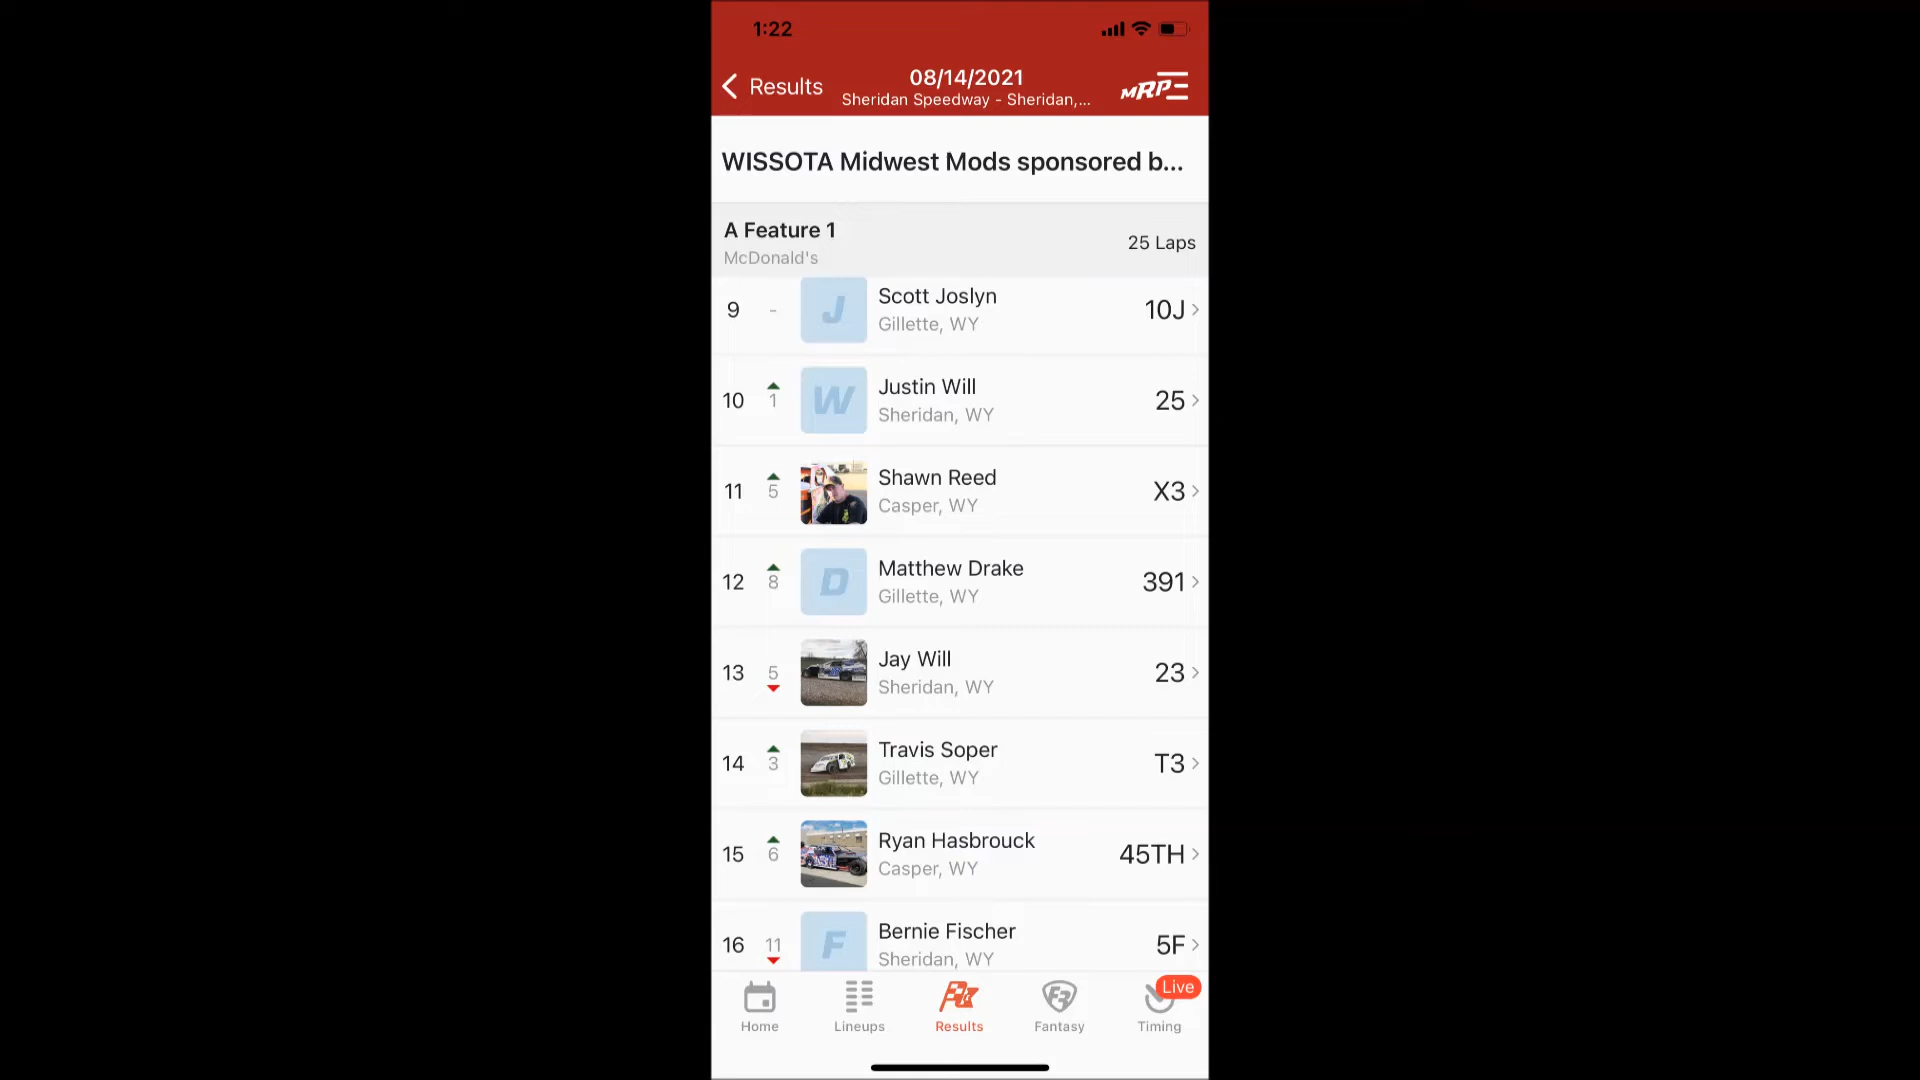 1:22
Results
08/14/2021
Sheridan Speedway - Sheridan,...
MRP
WISSOTA Midwest Mods sponsored b...
A Feature 1
McDonald's
25 Laps
9 - J Scott Joslyn 10J
Gillette, WY
10 1 W Justin Will 25
Sheridan, WY
11 5 Shawn Reed X3
Casper, WY
12 8 D Matthew Drake 391
Gillette, WY
13 5 Jay Will 23
Sheridan, WY
14 3 Travis Soper T3
Gillette, WY
15 6 Ryan Hasbrouck 45TH
Casper, WY
16 11 F Bernie Fischer 5F
Sheridan, WY
Live
Home Lineups Results Fantasy Timing